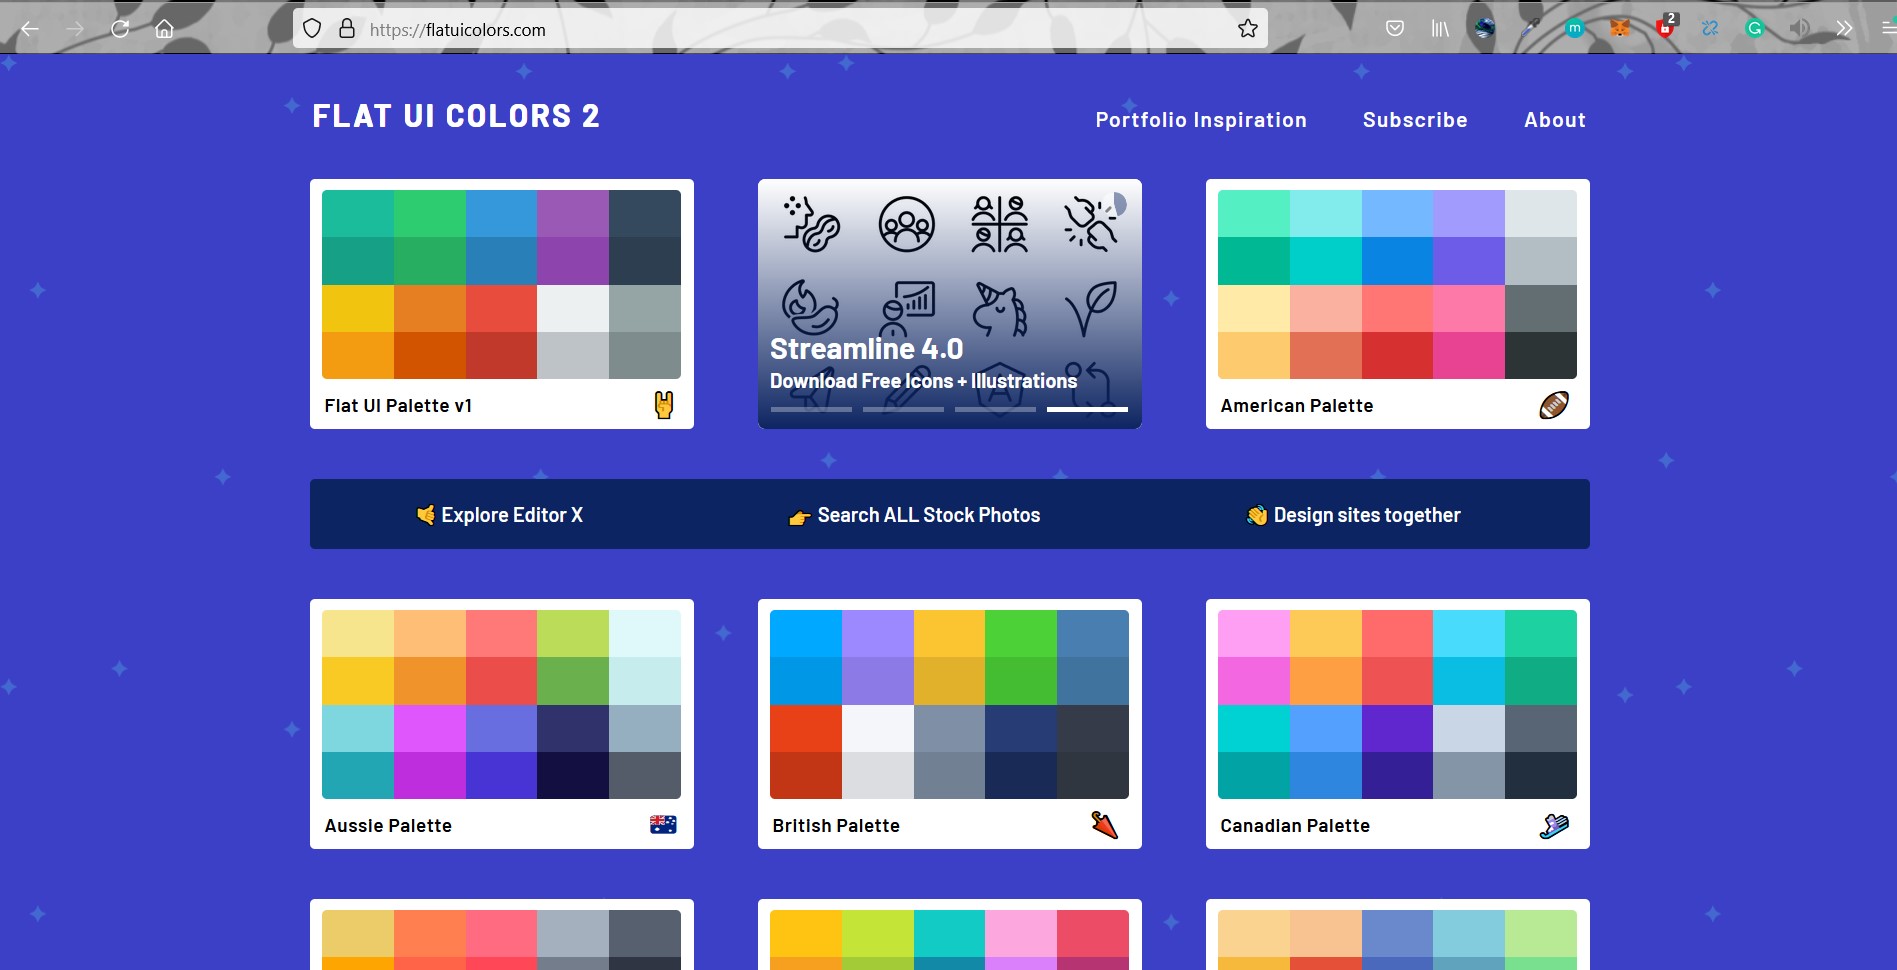 https://flatuicolors.com
2
m
FLAT UI COLORS 2
Portfolio Inspiration
Subscribe
About
Streamline 4.0
Download Free Icons + Illustrations
Flat UI Palette v1
American Palette
Explore Editor X
Search ALL Stock Photos
Design sites together
Aussie Palette
British Palette
Canadian Palette